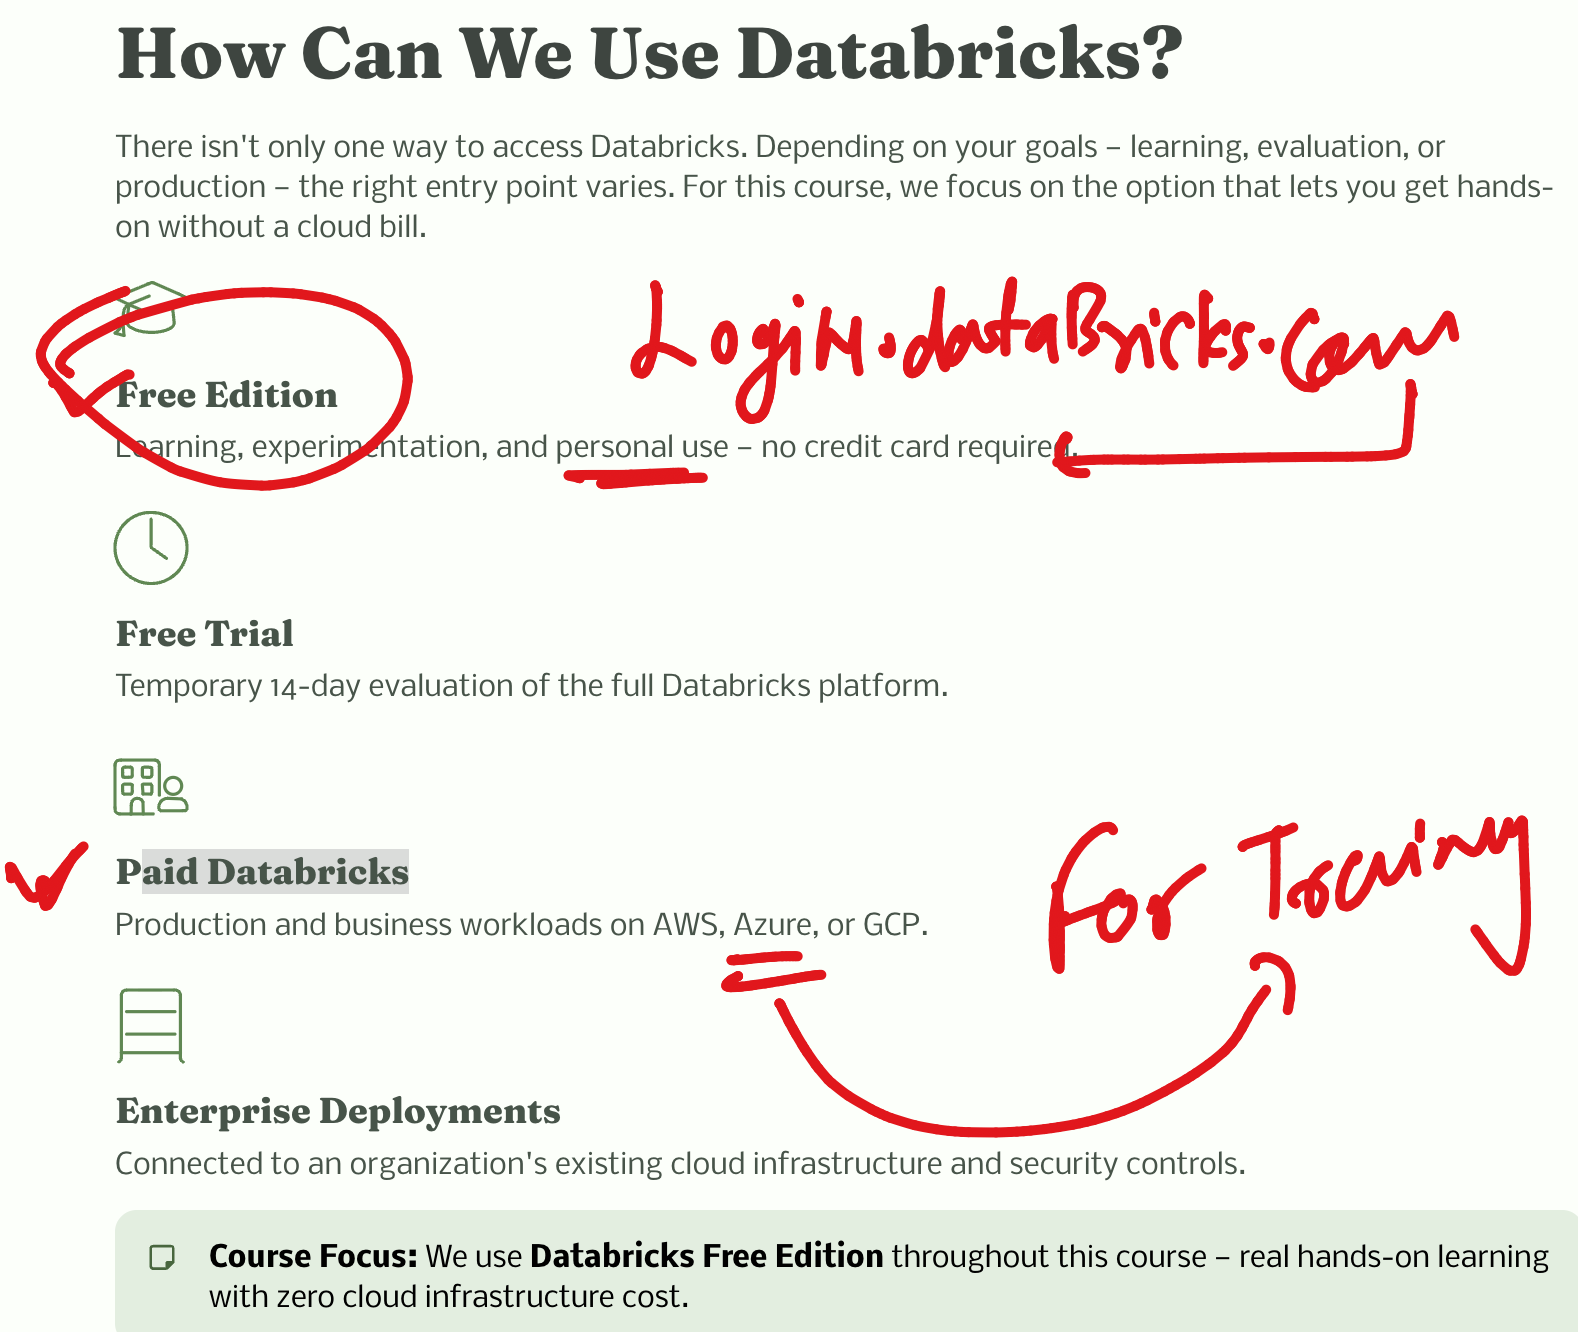 How Can We Use Databricks?
There isn't only one way to access Databricks. Depending on your goals – learning, evaluation, or
production – the right entry point varies. For this course, we focus on the option that lets you get hands-
on without a cloud bill.
LogiN.dataBricks.com
Free Edition
Learning, experimentation, and personal use – no credit card required.
Free Trial
Temporary 14-day evaluation of the full Databricks platform.
Paid Databricks
Production and business workloads on AWS, Azure, or GCP.
For Training
Enterprise Deployments
Connected to an organization's existing cloud infrastructure and security controls.
Course Focus: We use Databricks Free Edition throughout this course – real hands-on learning
with zero cloud infrastructure cost.